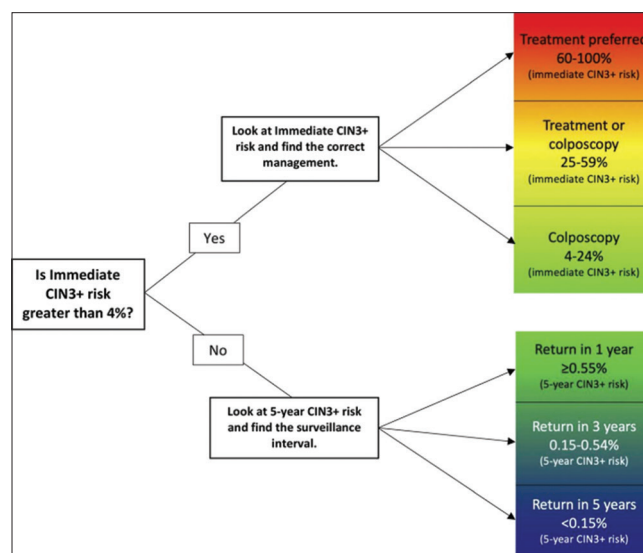 Treatment preferred
60-100%
(immediate CIN3+ risk)
Look at Immediate CIN3+
risk and find the correct
management.
Treatment or
colposcopy
25-59%
(immediate CIN3+ risk)
Colposcopy
4-24%
(immediate CIN3+ risk)
Yes
Is Immediate
CIN3+ risk
greater than 4%?
No
Look at 5-year CIN3+ risk
and find the surveillance
interval.
Return in 1 year
≥0.55%
(5-year CIN3+ risk)
Return in 3 years
0.15-0.54%
(5-year CIN3+ risk)
Return in 5 years
<0.15%
(5-year CIN3+ risk)